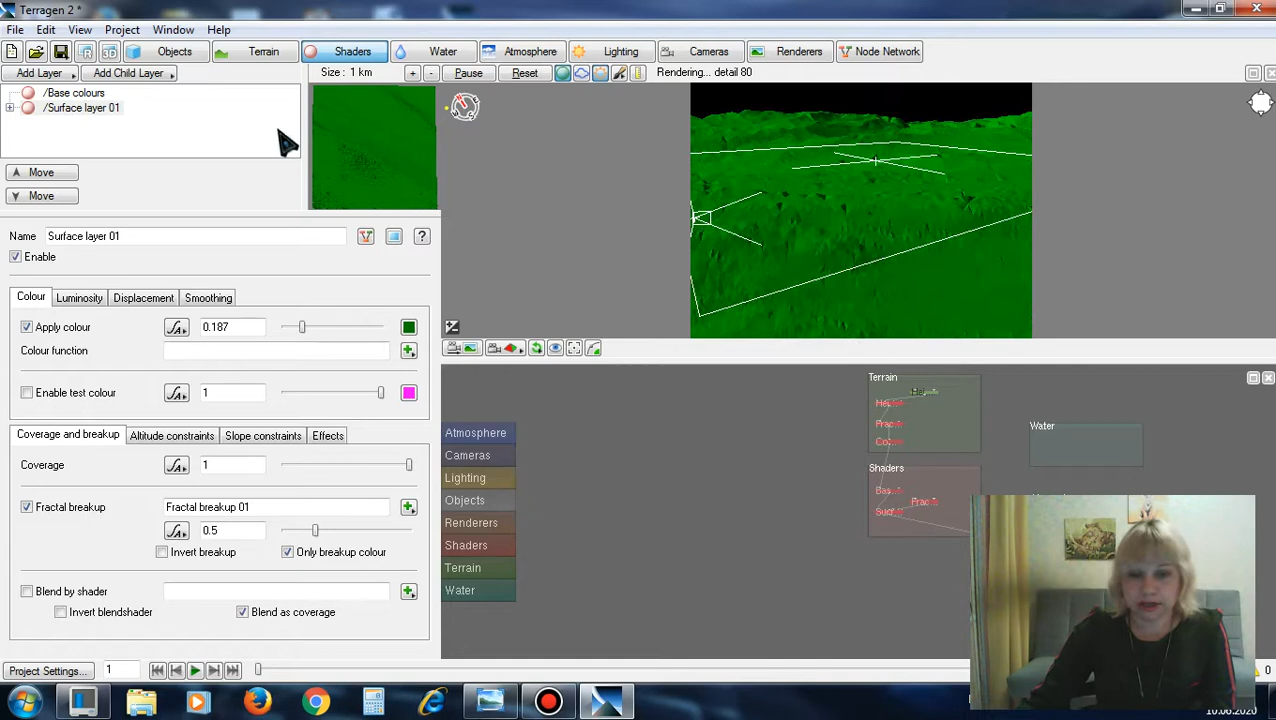 Terragen 2 *
File Edit View Project Window Help
Objects Terrain Shaders Water Atmosphere Lighting Cameras Renderers Node Network
Add Layer Add Child Layer Size : 1 km + - Pause Reset Rendering... detail 80
/Base colours
/Surface layer 01
Move
Move
Name Surface layer 01 ?
Enable
Colour Luminosity Displacement Smoothing
Apply colour 0.187
Colour function
Enable test colour 1
Coverage and breakup Altitude constraints Slope constraints Effects
Coverage 1
Fractal breakup Fractal breakup 01
0.5
Invert breakup Only breakup colour
Blend by shader
Invert blendshader Blend as coverage
Atmosphere
Cameras
Lighting
Objects
Renderers
Shaders
Terrain
Water
Terrain
Water
Shaders
Project Settings... 1 0
10.06.2020